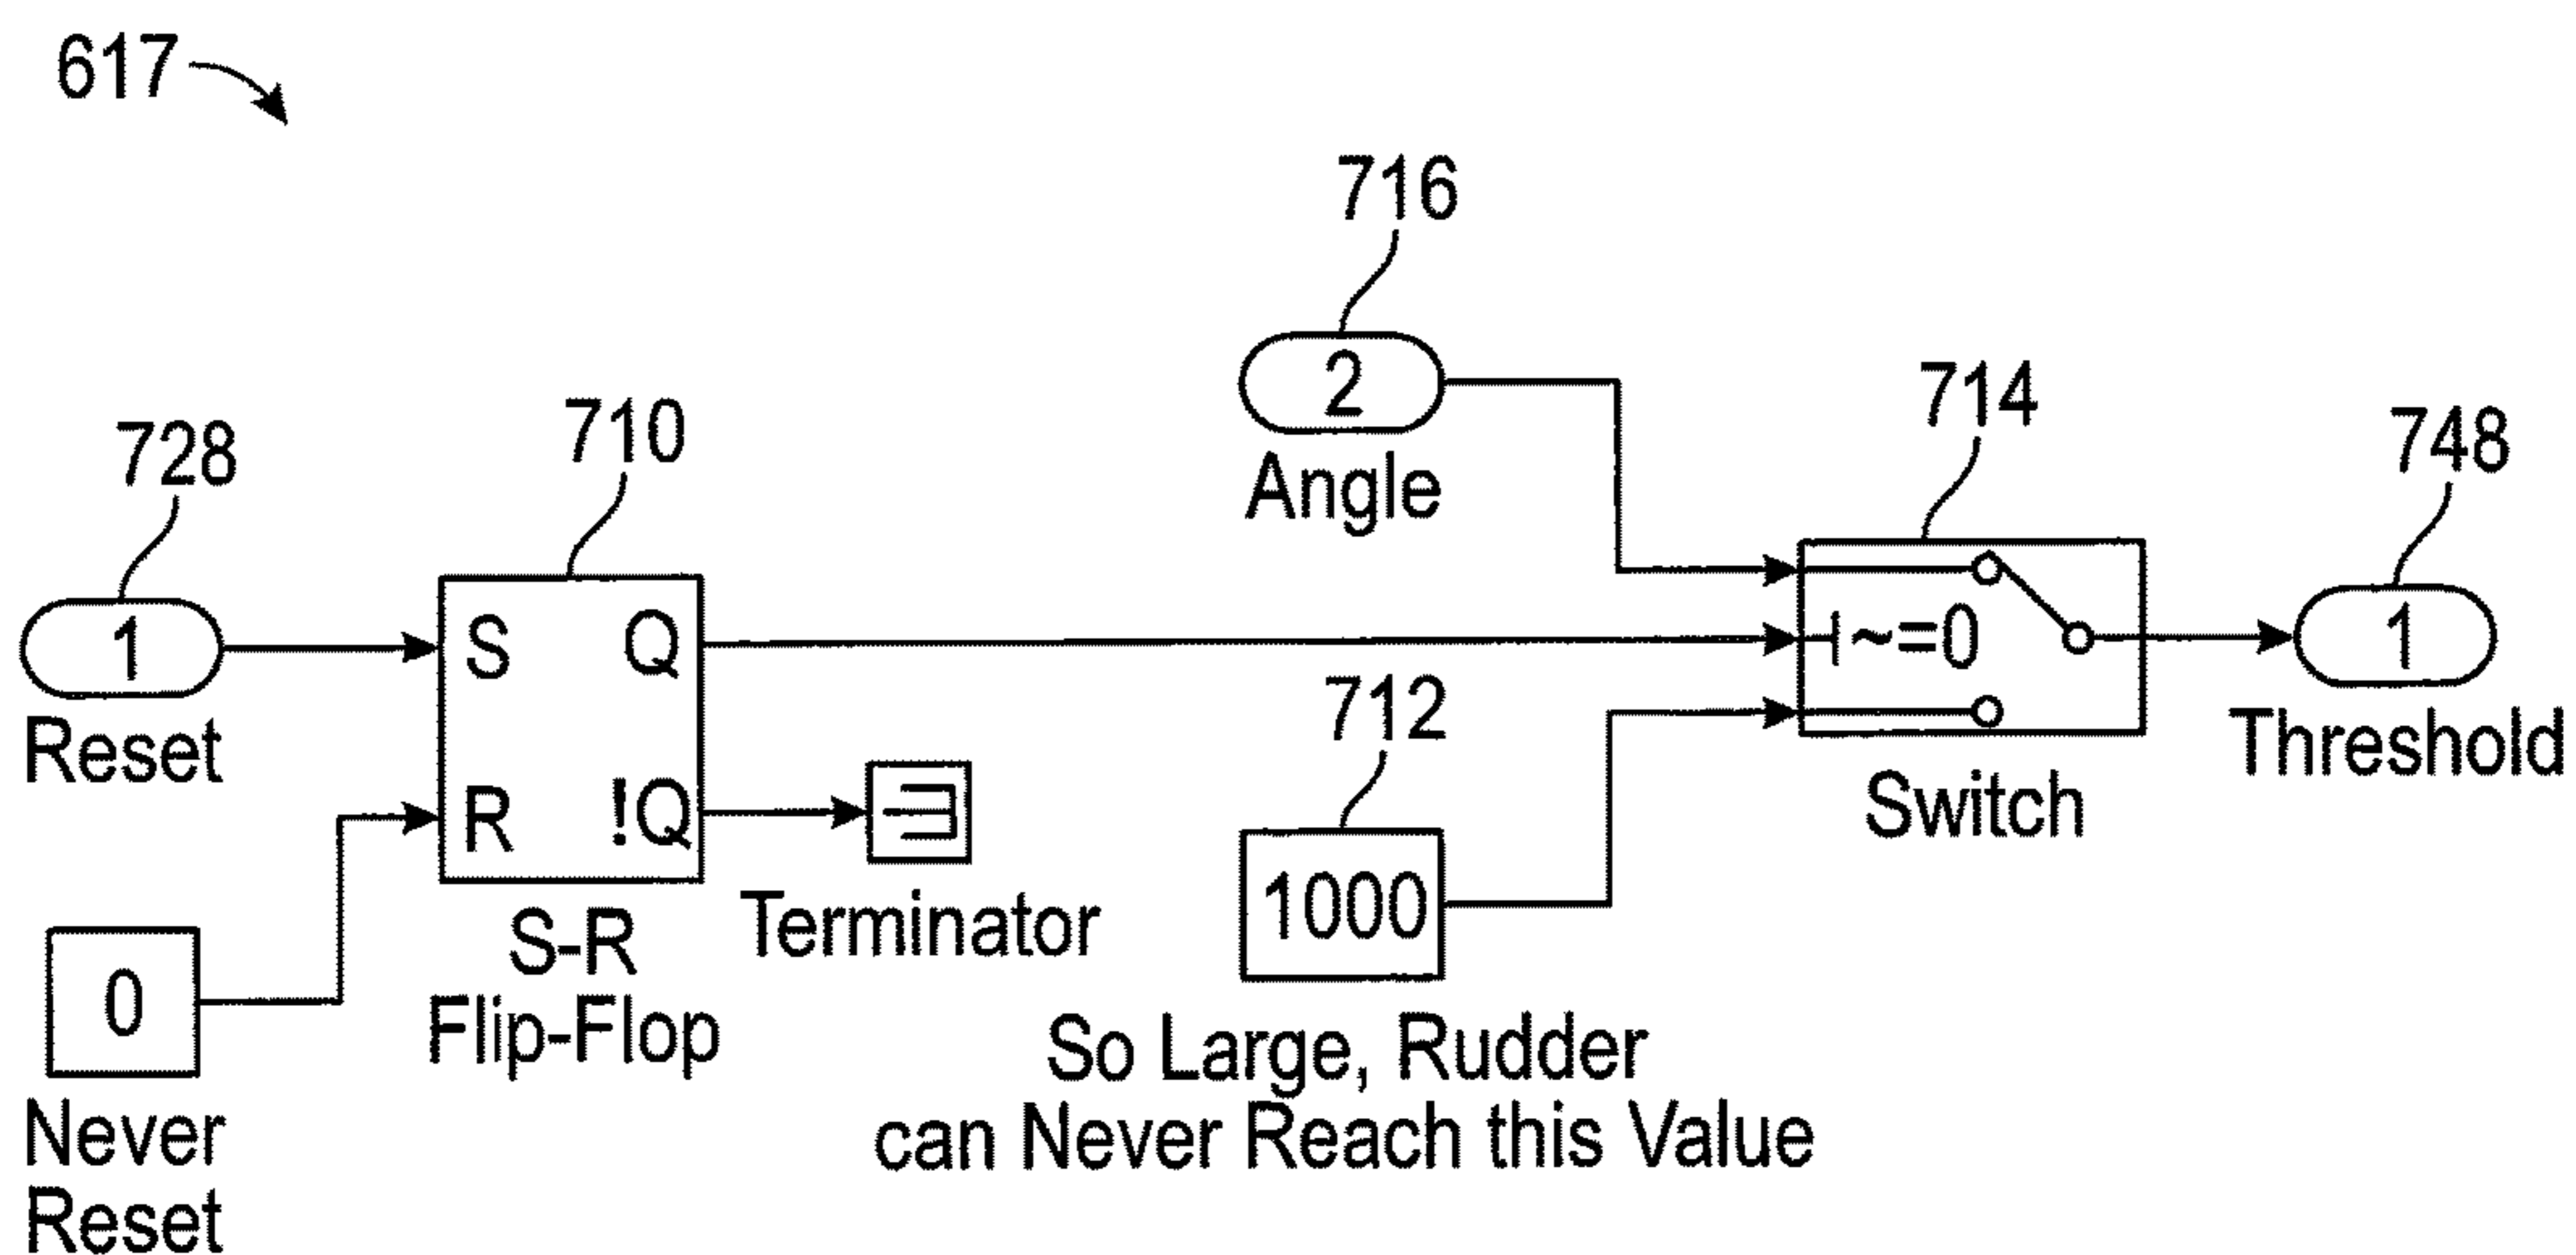 617
716
2
Angle
714
748
728
710
1
Reset
S
Q
~=0
1
Threshold
Switch
R
!Q
Terminator
712
1000
0
S-R
Flip-Flop
Never
Reset
So Large, Rudder
can Never Reach this Value